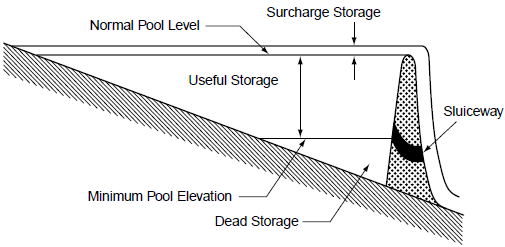 Surcharge Storage
Normal Pool Level
Useful Storage
Sluiceway
Minimum Pool Elevation
Dead Storage